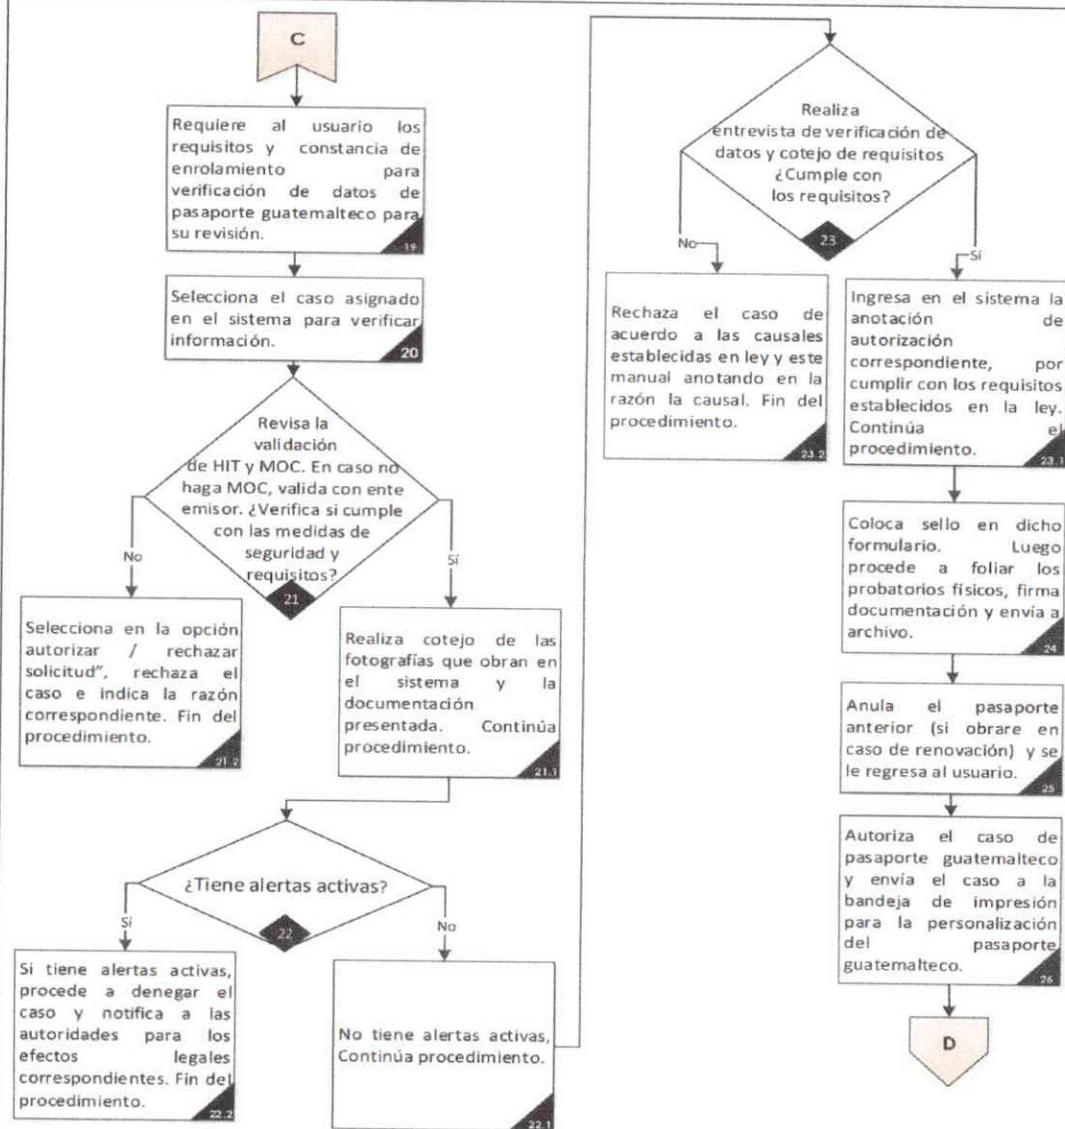 C
Requiere al usuario los
requisitos y constancia de
enrolamiento para
verificación de datos de
pasaporte guatemalteco para
su revisión.
19
Selecciona el caso asignado
en el sistema para verificar
información.
20
Revisa la
validación
de HIT y MOC. En caso no
haga MOC, valida con ente
emisor. ¿Verifica si cumple
con las medidas de
seguridad y
requisitos?
21
No
Sí
Selecciona en la opción
autorizar / rechazar
solicitud”, rechaza el
caso e indica la razón
correspondiente. Fin del
procedimiento.
21.2
Realiza cotejo de las
fotografías que obran en
el sistema y la
documentación
presentada. Continúa
procedimiento.
21.1
¿Tiene alertas activas?
22
Si
No
Si tiene alertas activas,
procede a denegar el
caso y notifica a las
autoridades para los
efectos legales
correspondientes. Fin del
procedimiento.
22.2
No tiene alertas activas,
Continúa procedimiento.
22.1
Realiza
entrevista de verificación de
datos y cotejo de requisitos
¿Cumple con
los requisitos?
23
No
Sí
Rechaza el caso de
acuerdo a las causales
establecidas en ley y este
manual anotando en la
razón la causal. Fin del
procedimiento.
23.2
Ingresa en el sistema la
anotación de
autorización
correspondiente, por
cumplir con los requisitos
establecidos en la ley.
Continúa el
procedimiento.
23.1
Coloca sello en dicho
formulario. Luego
procede a foliar los
probatorios físicos, firma
documentación y envía a
archivo.
24
Anula el pasaporte
anterior (si obrare en
caso de renovación) y se
le regresa al usuario.
25
Autoriza el caso de
pasaporte guatemalteco
y envía el caso a la
bandeja de impresión
para la personalización
del pasaporte
guatemalteco.
26
D